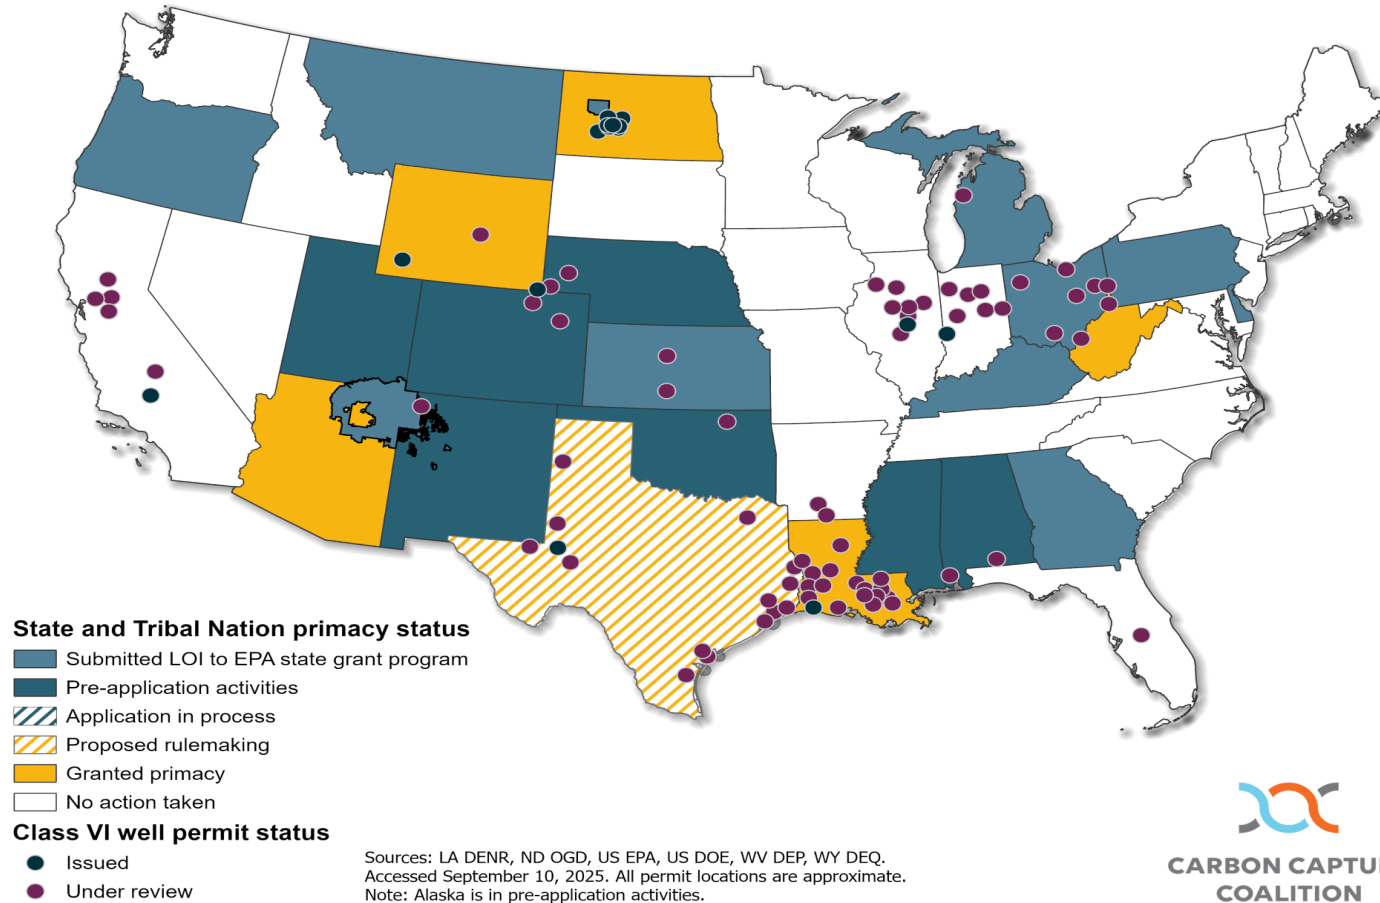 State and Tribal Nation primacy status
Submitted LOI to EPA state grant program
Pre-application activities
Application in process
Proposed rulemaking
Granted primacy
No action taken
Class VI well permit status
Issued
Under review
Sources: LA DENR, ND OGD, US EPA, US DOE, WV DEP, WY DEQ.
Accessed September 10, 2025. All permit locations are approximate.
Note: Alaska is in pre-application activities.
CARBON CAPTU
COALITION